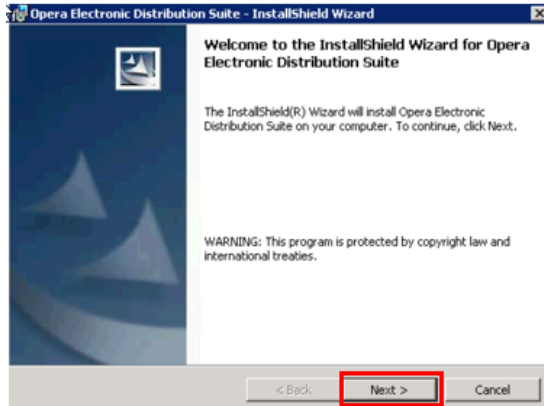 Opera Electronic Distribution Suite - InstallShield Wizard
Welcome to the InstallShield Wizard for Opera
Electronic Distribution Suite
The InstallShield(R) Wizard will install Opera Electronic
Distribution Suite on your computer. To continue, click Next.
WARNING: This program is protected by copyright law and
international treaties.
< Back
Next >
Cancel